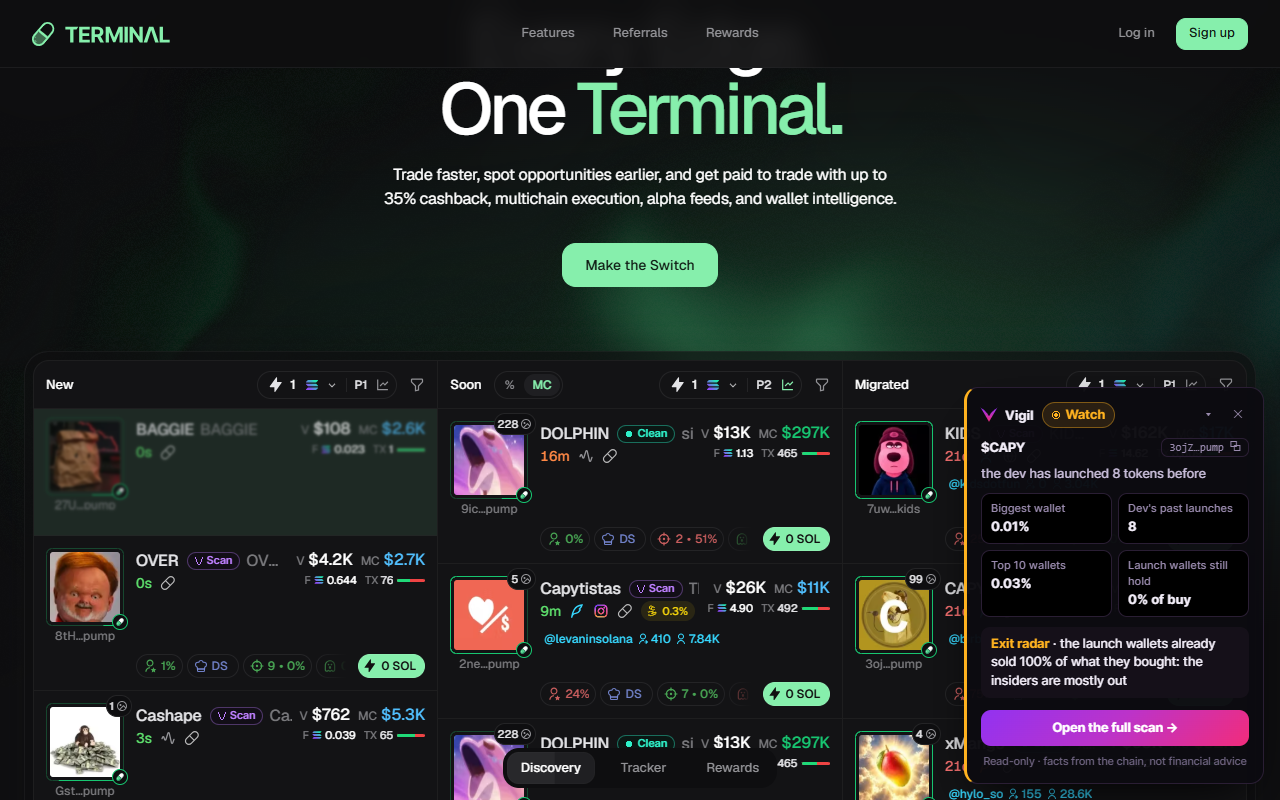 TERMINAL
Features
Referrals
Rewards
Log in
Sign up
One Terminal.
Trade faster, spot opportunities earlier, and get paid to trade with up to
35% cashback, multichain execution, alpha feeds, and wallet intelligence.
Make the Switch
New
1
P1
BAGGIE BAGGIE
V $108 MC $2.6K
0s
F 0.023 TX 1
27U...pump
OVER Scan OV...
V $4.2K MC $2.7K
0s
F 0.644 TX 76
8tH...pump
1% DS 9 • 0% 0 SOL
1
Cashape Scan Ca.
V $762 MC $5.3K
3s
F 0.039 TX 65
Gst...pump
Soon
% MC
1
P2
228
DOLPHIN Clean si
V $13K MC $297K
16m
F 1.13 TX 465
9ic...pump
0% DS 2 • 51% 0 SOL
5
Capytistas Scan
V $26K MC $11K
9m 0.3%
F 4.90 TX 492
@levaninsolana 410 7.84K
2ne...pump
24% DS 7 • 0% 0 SOL
228
DOLPHIN Clean si
V $13K MC $297K
465
Migrated
1
P1
7uw...kids
99
3oj...pump
4
@hylo_so 155 28.6K
Vigil Watch
$CAPY
3ojZ…pump
the dev has launched 8 tokens before
Biggest wallet
0.01%
Dev's past launches
8
Top 10 wallets
0.03%
Launch wallets still
hold
0% of buy
Exit radar · the launch wallets already
sold 100% of what they bought: the
insiders are mostly out
Open the full scan →
Read-only · facts from the chain, not financial advice
Discovery
Tracker
Rewards